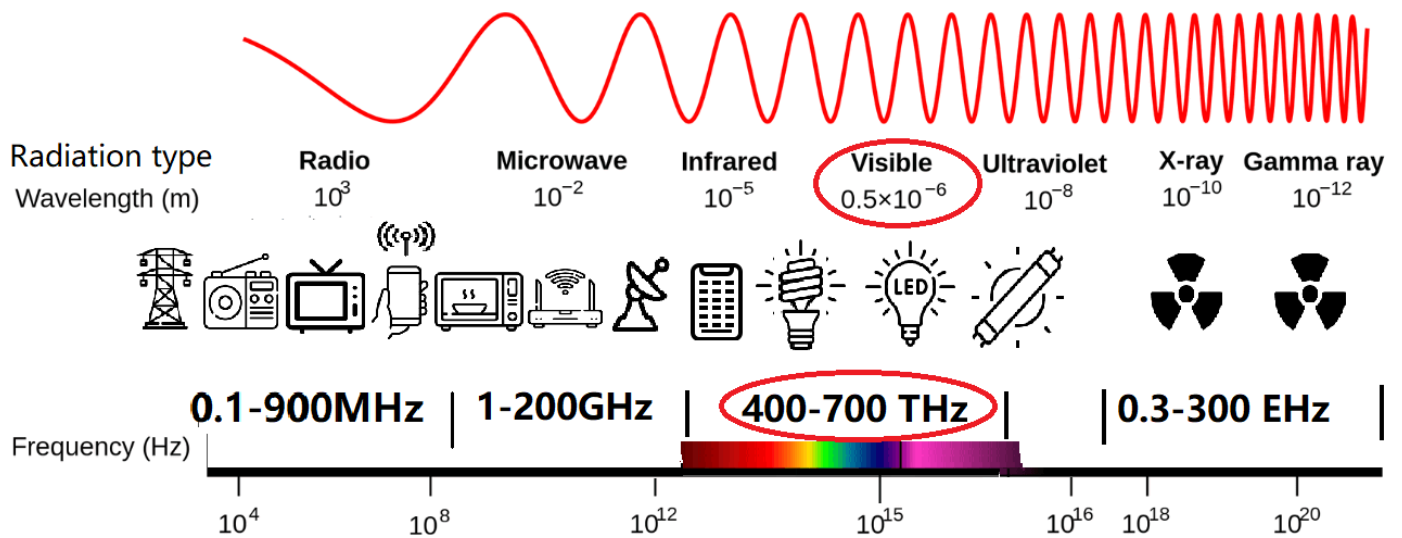 Radiation type Radio Microwave Infrared Visible Ultraviolet X-ray Gamma ray
Wavelength (m) 10³ 10⁻² 10⁻⁵ 0.5×10⁻⁶ 10⁻⁸ 10⁻¹⁰ 10⁻¹²
LED
0.1-900MHz 1-200GHz 400-700 THz 0.3-300 EHz
Frequency (Hz)
10⁴ 10⁸ 10¹² 10¹⁵ 10¹⁶ 10¹⁸ 10²⁰